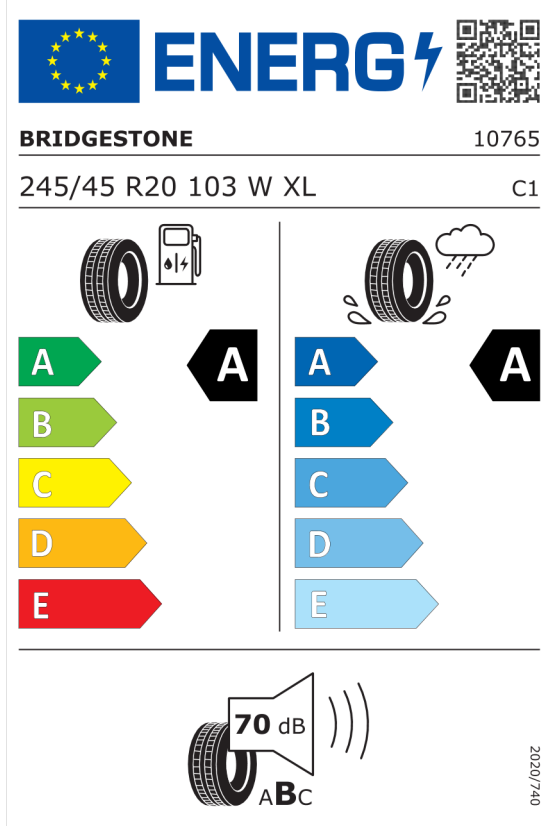 ENERG
BRIDGESTONE 10765
245/45 R20 103 W XL C1
A A A A
B B
C C
D D
E E
70 dB
ABC
2020/740